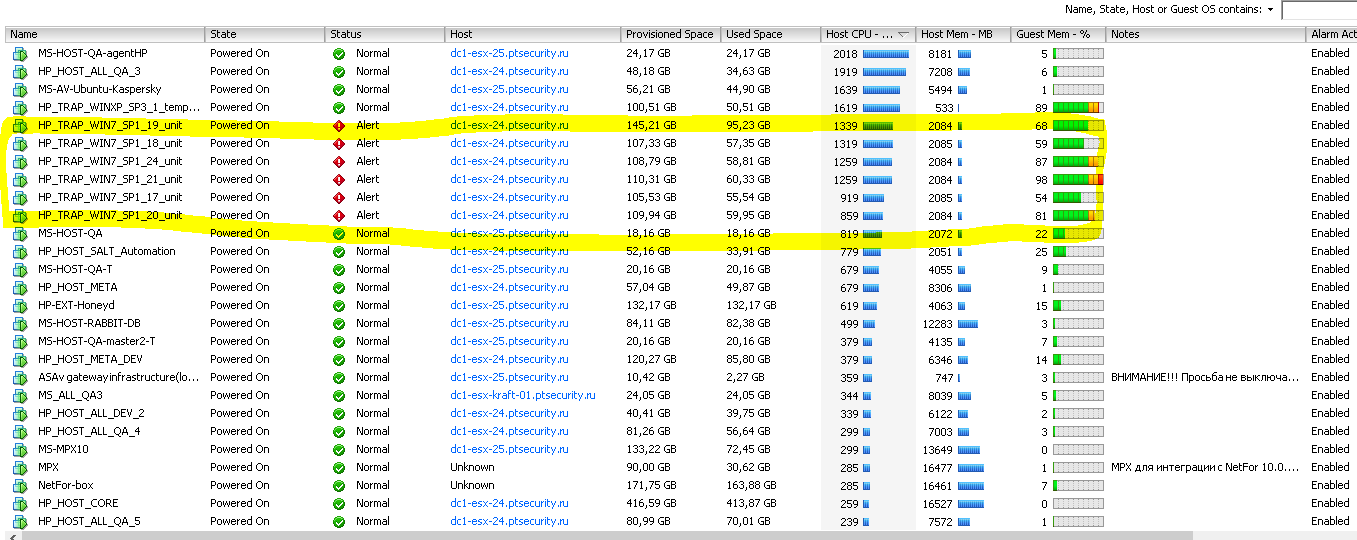 Name, State, Host or Guest OS contains:
Name State Status Host Provisioned Space Used Space Host CPU - ... Host Mem - MB Guest Mem - % Notes Alarm Act
MS-HOST-QA-agentHP Powered On Normal dc1-esx-25.ptsecurity.ru 24,17 GB 24,17 GB 2018 8181 5 Enabled
HP_HOST_ALL_QA_3 Powered On Normal dc1-esx-24.ptsecurity.ru 48,18 GB 34,63 GB 1919 7208 6 Enabled
MS-AV-Ubuntu-Kaspersky Powered On Normal dc1-esx-25.ptsecurity.ru 56,21 GB 44,90 GB 1639 5494 1 Enabled
HP_TRAP_WINXP_SP3_1_temp... Powered On Normal dc1-esx-24.ptsecurity.ru 100,51 GB 50,51 GB 1619 533 89 Enabled
HP_TRAP_WIN7_SP1_19_unit Powered On Alert dc1-esx-24.ptsecurity.ru 145,21 GB 95,23 GB 1339 2084 68 Enabled
HP_TRAP_WIN7_SP1_18_unit Powered On Alert dc1-esx-24.ptsecurity.ru 107,33 GB 57,35 GB 1319 2085 59 Enabled
HP_TRAP_WIN7_SP1_24_unit Powered On Alert dc1-esx-24.ptsecurity.ru 108,79 GB 58,81 GB 1259 2084 87 Enabled
HP_TRAP_WIN7_SP1_21_unit Powered On Alert dc1-esx-24.ptsecurity.ru 110,31 GB 60,33 GB 1259 2084 98 Enabled
HP_TRAP_WIN7_SP1_17_unit Powered On Alert dc1-esx-24.ptsecurity.ru 105,53 GB 55,54 GB 919 2085 54 Enabled
HP_TRAP_WIN7_SP1_20_unit Powered On Alert dc1-esx-24.ptsecurity.ru 109,94 GB 59,95 GB 859 2084 81 Enabled
MS-HOST-QA Powered On Normal dc1-esx-25.ptsecurity.ru 18,16 GB 18,16 GB 819 2072 22 Enabled
HP_HOST_SALT_Automation Powered On Normal dc1-esx-24.ptsecurity.ru 52,16 GB 33,91 GB 779 2051 25 Enabled
MS-HOST-QA-T Powered On Normal dc1-esx-25.ptsecurity.ru 20,16 GB 20,16 GB 679 4055 9 Enabled
HP_HOST_META Powered On Normal dc1-esx-24.ptsecurity.ru 57,04 GB 49,87 GB 679 8306 1 Enabled
HP-EXT-Honeyd Powered On Normal dc1-esx-24.ptsecurity.ru 132,17 GB 132,17 GB 619 4063 15 Enabled
MS-HOST-RABBIT-DB Powered On Normal dc1-esx-25.ptsecurity.ru 84,11 GB 82,38 GB 499 12283 3 Enabled
MS-HOST-QA-master2-T Powered On Normal dc1-esx-25.ptsecurity.ru 20,16 GB 20,16 GB 379 4135 7 Enabled
HP_HOST_META_DEV Powered On Normal dc1-esx-24.ptsecurity.ru 120,27 GB 85,80 GB 379 6346 14 Enabled
ASAv gateway infrastructure(lo... Powered On Normal dc1-esx-25.ptsecurity.ru 10,42 GB 2,27 GB 359 747 3 ВНИМАНИЕ!!! Просьба не выключа... Enabled
MS_ALL_QA3 Powered On Normal dc1-esx-kraft-01.ptsecurity.ru 24,05 GB 24,05 GB 344 8039 5 Enabled
HP_HOST_ALL_DEV_2 Powered On Normal dc1-esx-24.ptsecurity.ru 40,41 GB 39,75 GB 339 6122 2 Enabled
HP_HOST_ALL_QA_4 Powered On Normal dc1-esx-24.ptsecurity.ru 81,26 GB 56,64 GB 299 7003 3 Enabled
MS-MPX10 Powered On Normal dc1-esx-24.ptsecurity.ru 133,22 GB 72,45 GB 299 13649 0 Enabled
MPX Powered On Normal Unknown 90,00 GB 30,62 GB 285 16477 1 MPX для интеграции с NetFor 10.0.... Enabled
NetFor-box Powered On Normal Unknown 171,75 GB 163,88 GB 285 16461 7 Enabled
HP_HOST_CORE Powered On Normal dc1-esx-24.ptsecurity.ru 416,59 GB 413,87 GB 259 16527 0 Enabled
HP_HOST_ALL_QA_5 Powered On Normal dc1-esx-24.ptsecurity.ru 80,99 GB 70,01 GB 239 7572 1 Enabled